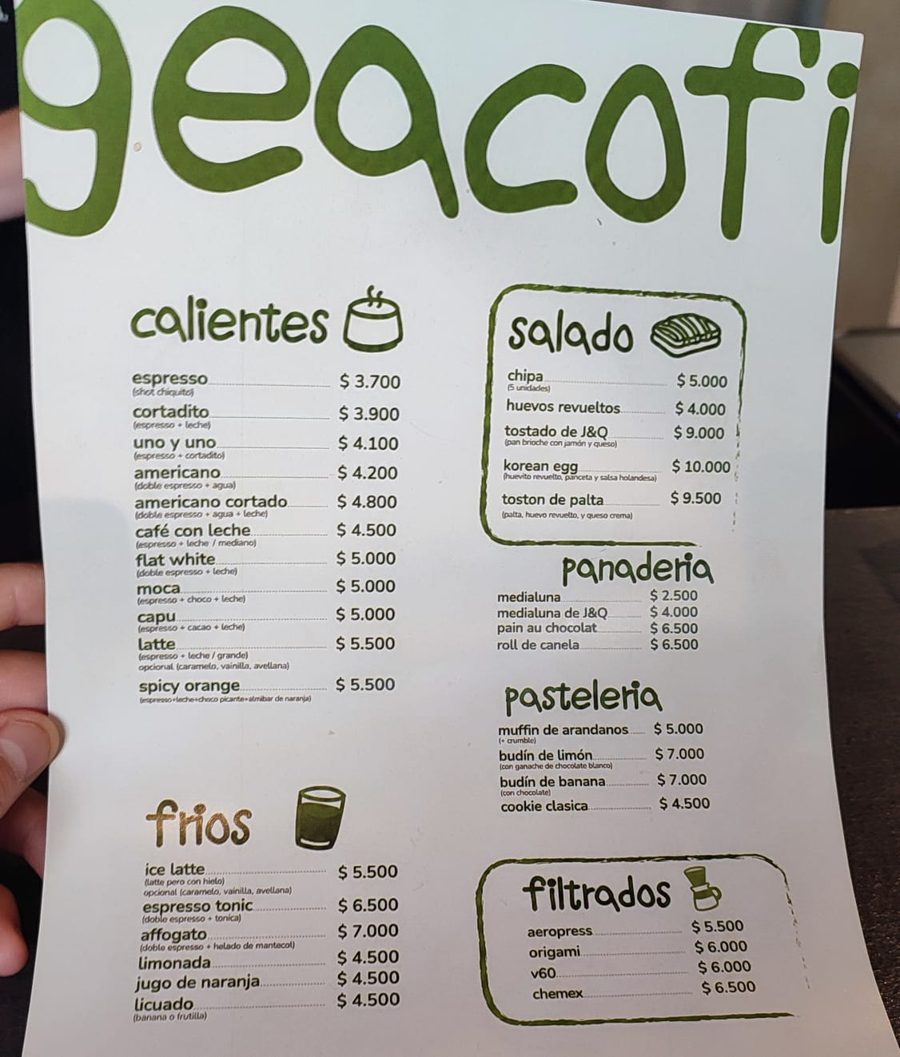 geacofi
calientes
espresso $ 3.700
(shot chiquito)
cortadito $ 3.900
(espresso + leche)
uno y uno $ 4.100
(espresso + cortadito)
americano $ 4.200
(doble espresso + agua)
americano cortado $ 4.800
(doble espresso + agua + leche)
café con leche $ 4.500
(espresso + leche / mediano)
flat white $ 5.000
(doble espresso + leche)
moca $ 5.000
(espresso + choco + leche)
capu $ 5.000
(espresso + cacao + leche)
latte $ 5.500
(espresso + leche / grande)
opcional (caramelo, vainilla, avellana)
spicy orange $ 5.500
(espresso+leche+choco picante+almibar de naranja)
frios
ice latte $ 5.500
(latte pero con hielo)
opcional (caramelo, vainilla, avellana)
espresso tonic $ 6.500
(doble espresso + tonica)
affogato $ 7.000
(doble espresso + helado de mantecol)
limonada $ 4.500
jugo de naranja $ 4.500
licuado $ 4.500
(banana o frutilla)
salado
chipa $ 5.000
(5 unidades)
huevos revueltos $ 4.000
tostado de J&Q $ 9.000
(pan brioche con jamón y queso)
korean egg $ 10.000
(huevito revuelto, panceta y salsa holandesa)
toston de palta $ 9.500
(palta, huevo revuelto, y queso crema)
panaderia
medialuna $ 2.500
medialuna de J&Q $ 4.000
pain au chocolat $ 6.500
roll de canela $ 6.500
pasteleria
muffin de arandanos $ 5.000
(+ crumble)
budín de limón $ 7.000
(con ganache de chocolate blanco)
budín de banana $ 7.000
(con chocolate)
cookie clasica $ 4.500
filtrados
aeropress $ 5.500
origami $ 6.000
v60 $ 6.000
chemex $ 6.500